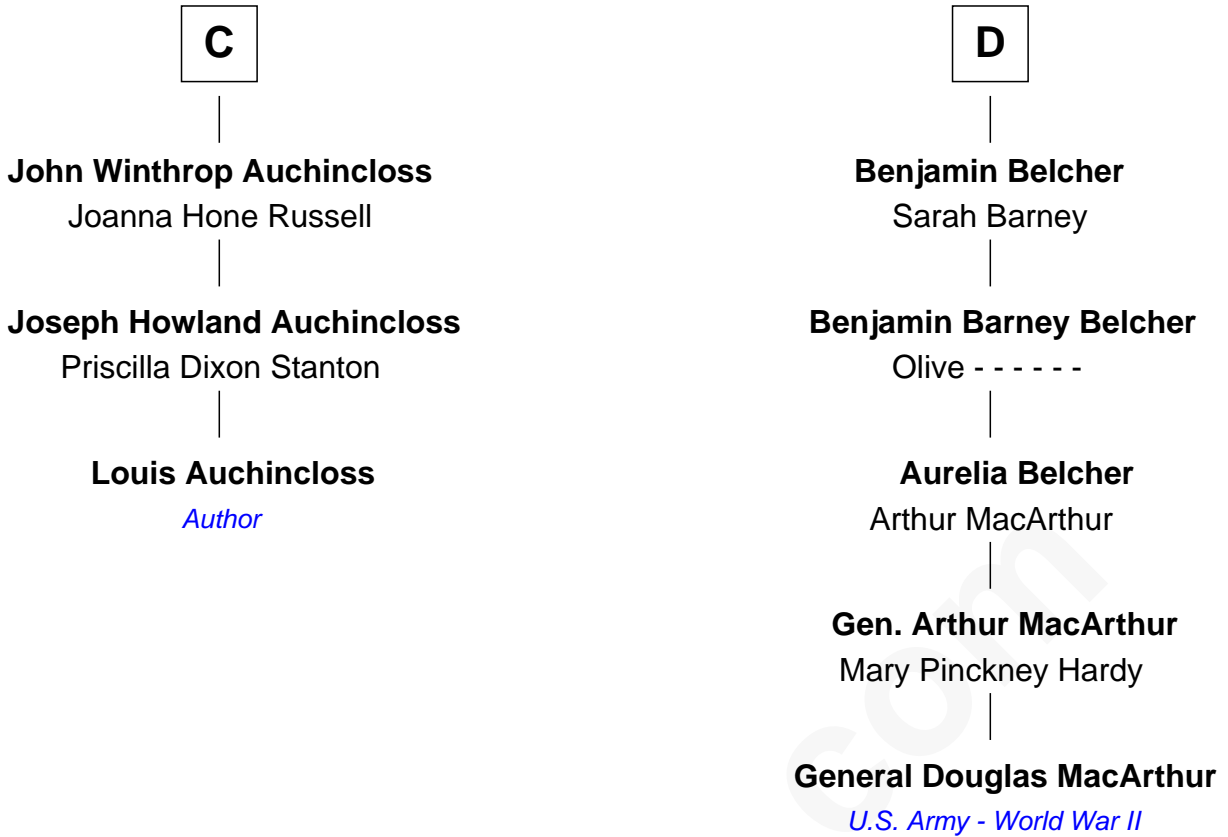 C
John Winthrop Auchincloss
Joanna Hone Russell
Joseph Howland Auchincloss
Priscilla Dixon Stanton
Louis Auchincloss
Author
D
Benjamin Belcher
Sarah Barney
Benjamin Barney Belcher
Olive - - - - - -
Aurelia Belcher
Arthur MacArthur
Gen. Arthur MacArthur
Mary Pinckney Hardy
General Douglas MacArthur
U.S. Army - World War II
com